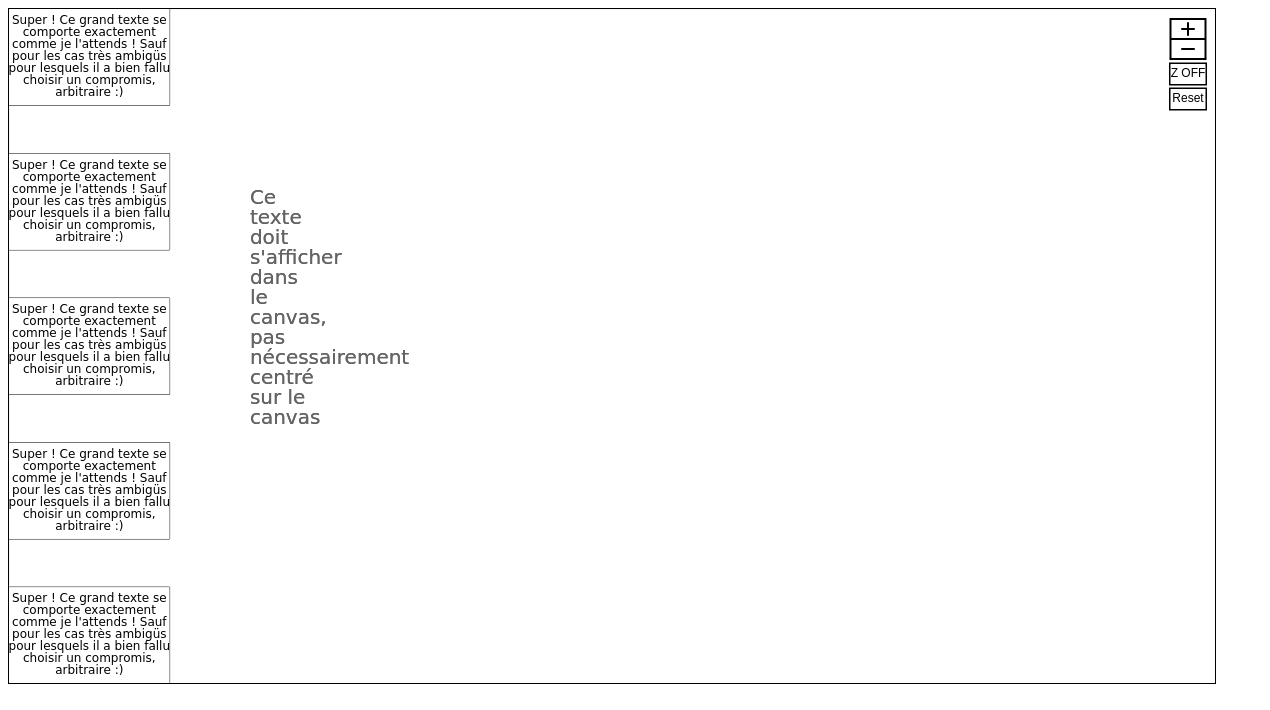 Super ! Ce grand texte se
comporte exactement
comme je l'attends ! Sauf
pour les cas très ambigüs
pour lesquels il a bien fallu
choisir un compromis,
arbitraire :)
Super ! Ce grand texte se
comporte exactement
comme je l'attends ! Sauf
pour les cas très ambigüs
pour lesquels il a bien fallu
choisir un compromis,
arbitraire :)
Super ! Ce grand texte se
comporte exactement
comme je l'attends ! Sauf
pour les cas très ambigüs
pour lesquels il a bien fallu
choisir un compromis,
arbitraire :)
Super ! Ce grand texte se
comporte exactement
comme je l'attends ! Sauf
pour les cas très ambigüs
pour lesquels il a bien fallu
choisir un compromis,
arbitraire :)
Super ! Ce grand texte se
comporte exactement
comme je l'attends ! Sauf
pour les cas très ambigüs
pour lesquels il a bien fallu
choisir un compromis,
arbitraire :)
Ce
texte
doit
s'afficher
dans
le
canvas,
pas
nécessairement
centré
sur le
canvas
+
−
Z OFF
Reset